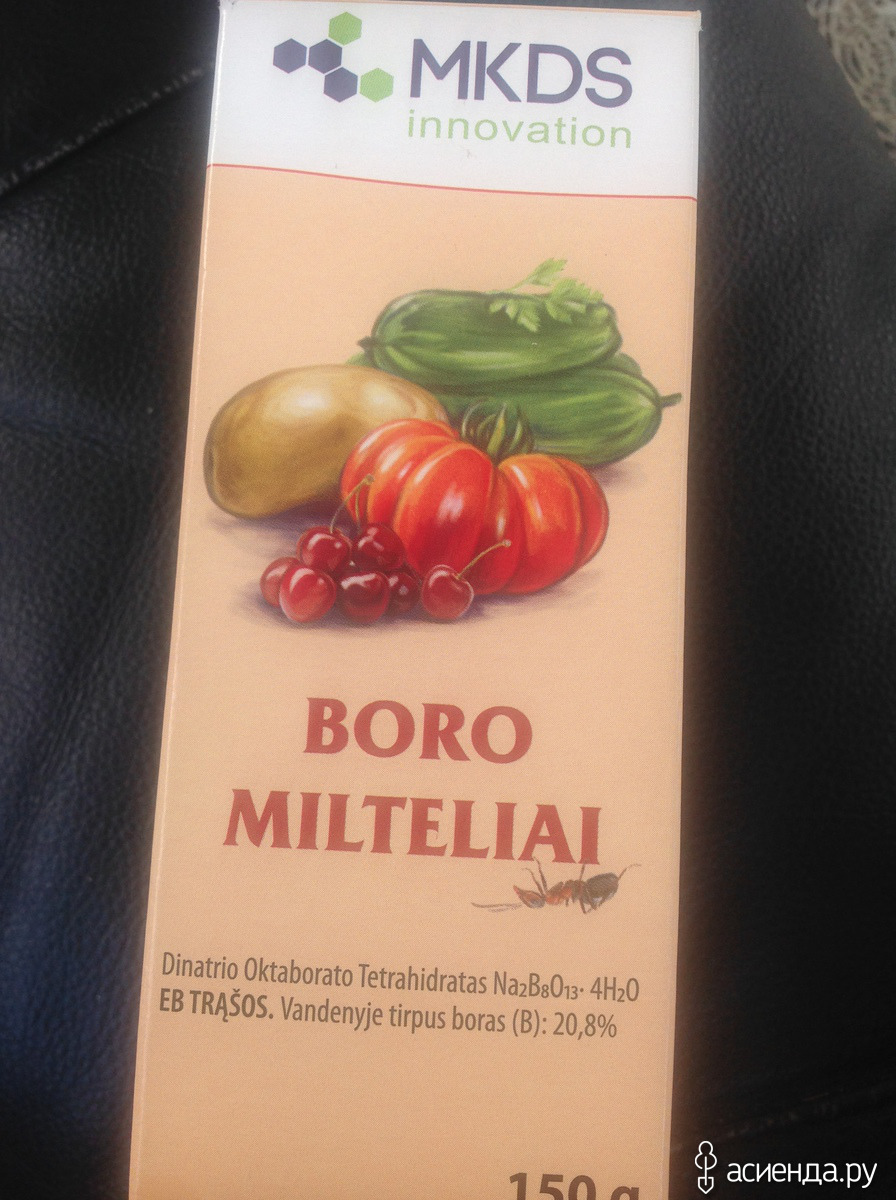 MKDS
innovation
BORO
MILTELIAI
Dinatrio Oktaborato Tetrahidratas Na₂B₈O₁₃· 4H₂O
EB TRĄŠOS. Vandenyje tirpus boras (B): 20,8%
150 g
асиенда.ру